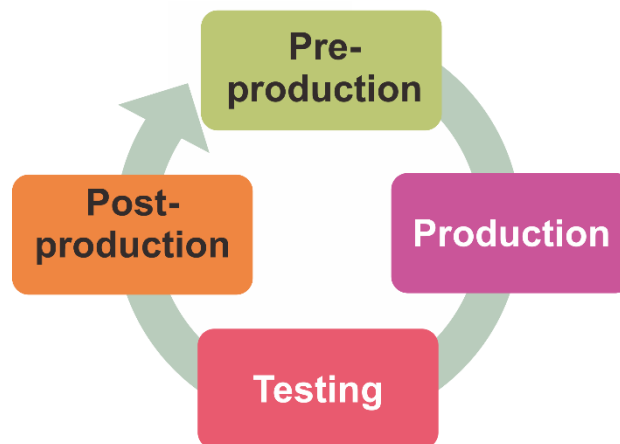 Pre-
production
Production
Testing
Post-
production